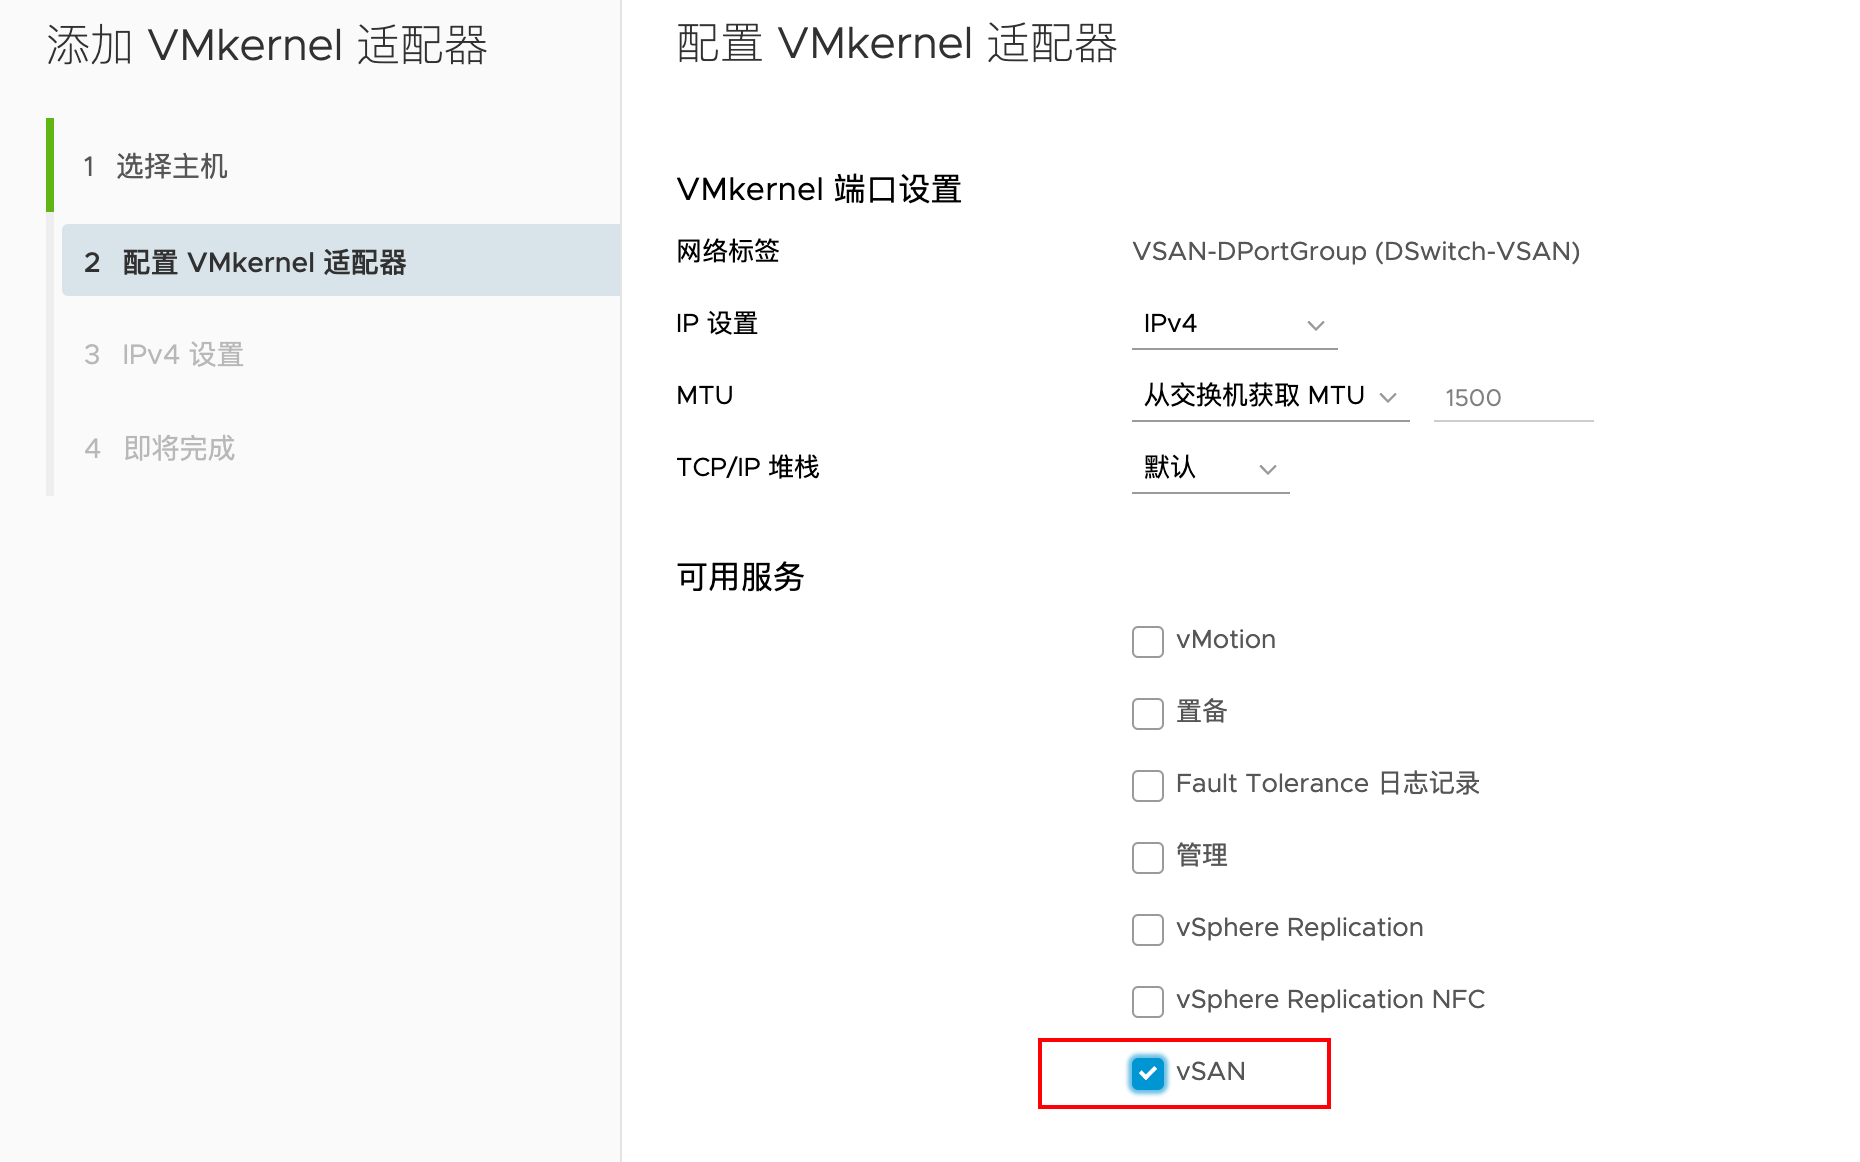 添加 VMkernel 适配器
1 选择主机
2 配置 VMkernel 适配器
3 IPv4 设置
4 即将完成
配置 VMkernel 适配器
VMkernel 端口设置
网络标签 VSAN-DPortGroup (DSwitch-VSAN)
IP 设置 IPv4
MTU 从交换机获取 MTU 1500
TCP/IP 堆栈 默认
可用服务
vMotion
置备
Fault Tolerance 日志记录
管理
vSphere Replication
vSphere Replication NFC
vSAN